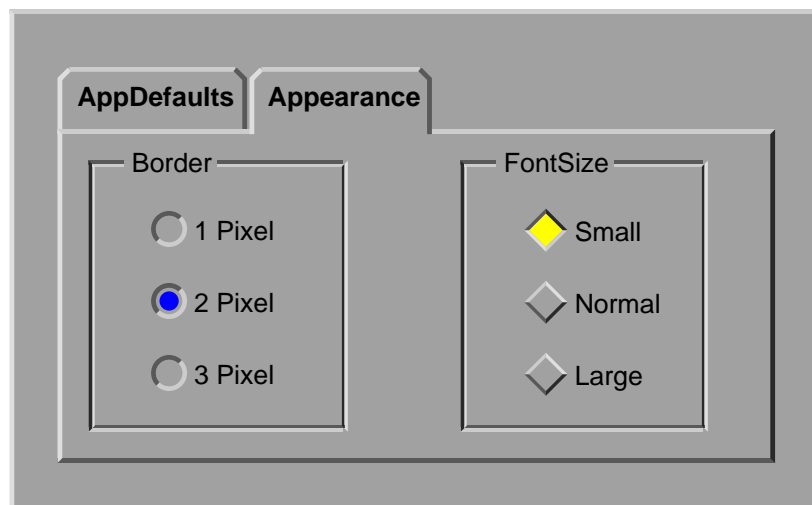 AppDefaults Appearance
Border
1 Pixel
2 Pixel
3 Pixel
FontSize
Small
Normal
Large